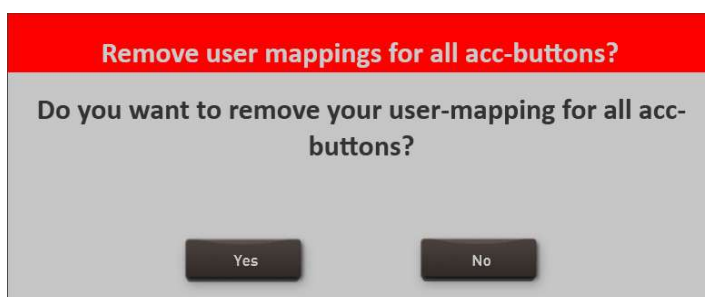 Remove user mappings for all acc-buttons?
Do you want to remove your user-mapping for all acc-
buttons?
Yes
No